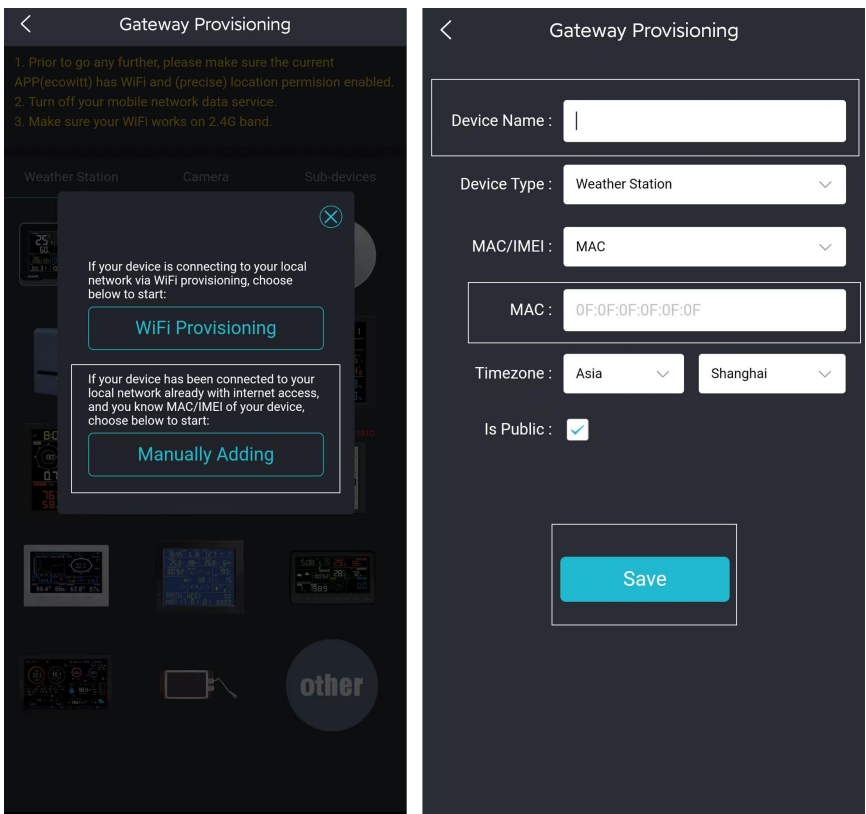 Gateway Provisioning
1. Prior to go any further, please make sure the current
APP(ecowitt) has WiFi and (precise) location permision enabled.
2. Turn off your mobile network data service.
3. Make sure your WiFi works on 2.4G band.
Weather Station
Camera
Sub-devices
If your device is connecting to your local
network via WiFi provisioning, choose
below to start:
WiFi Provisioning
If your device has been connected to your
local network already with internet access,
and you know MAC/IMEI of your device,
choose below to start:
Manually Adding
other
Gateway Provisioning
Device Name :
Device Type : Weather Station
MAC/IMEI : MAC
MAC : 0F:0F:0F:0F:0F:0F
Timezone : Asia Shanghai
Is Public :
Save